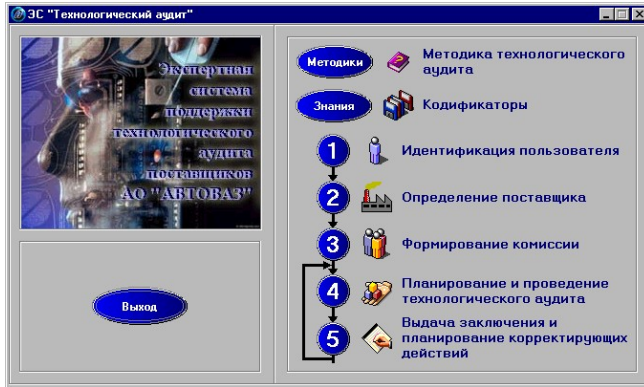 ЭС "Технологический аудит"
Экспертная
система
поддержки
технологического
аудита
поставщиков
АО "АВТОВАЗ"
Выход
Методики
Методика технологического
аудита
Знания
Кодификаторы
1
Идентификация пользователя
2
Определение поставщика
3
Формирование комиссии
4
Планирование и проведение
технологического аудита
5
Выдача заключения и
планирование корректирующих
действий